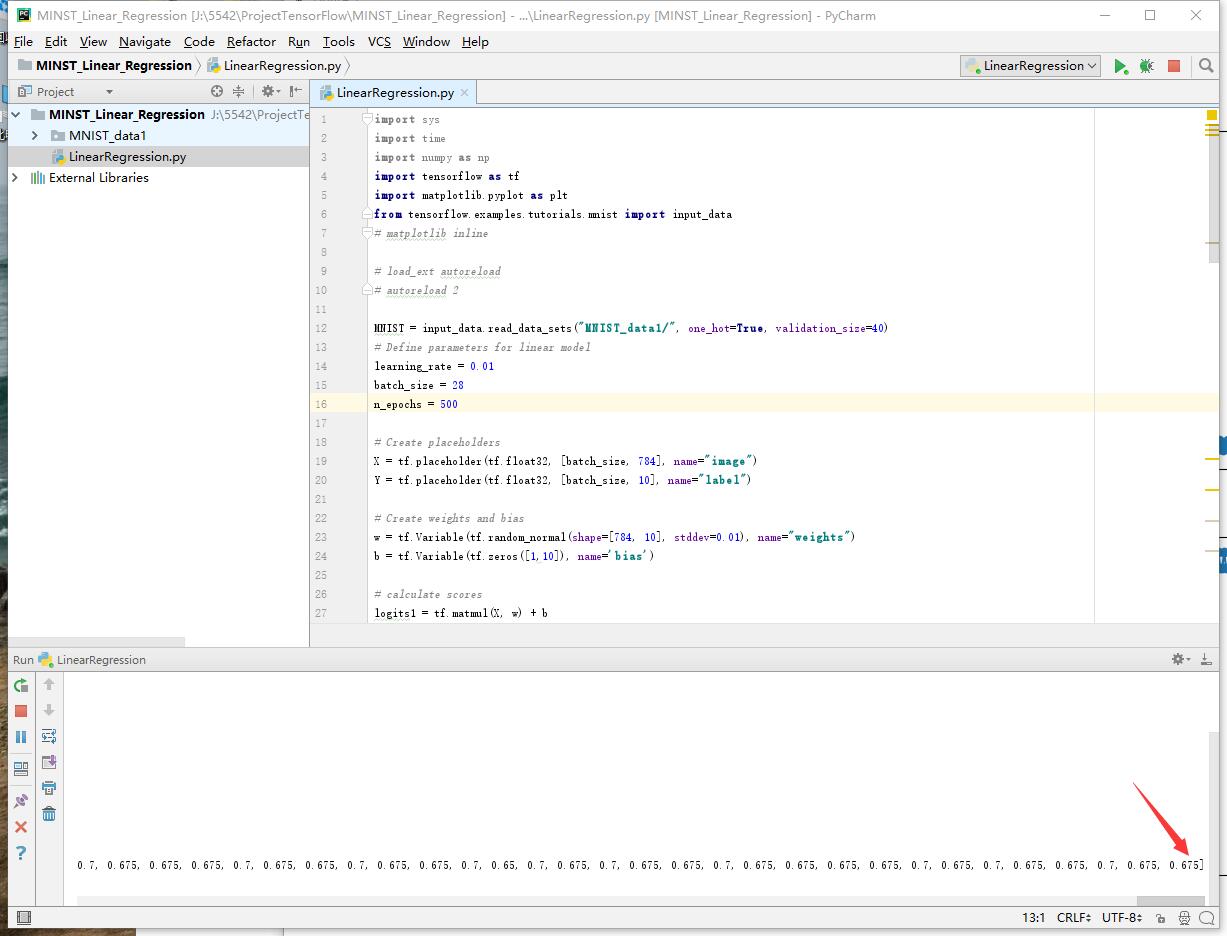 MINST_Linear_Regression [J:\5542\ProjectTensorFlow\MINST_Linear_Regression] - ...\LinearRegression.py [MINST_Linear_Regression] - PyCharm
File Edit View Navigate Code Refactor Run Tools VCS Window Help
MINST_Linear_Regression LinearRegression.py LinearRegression
Project LinearRegression.py
MINST_Linear_Regression J:\5542\ProjectTe
MNIST_data1
LinearRegression.py
External Libraries
1 import sys
2 import time
3 import numpy as np
4 import tensorflow as tf
5 import matplotlib.pyplot as plt
6 from tensorflow.examples.tutorials.mnist import input_data
7 # matplotlib inline
8
9 # load_ext autoreload
10 # autoreload 2
11
12 MNIST = input_data.read_data_sets("MNIST_data1/", one_hot=True, validation_size=40)
13 # Define parameters for linear model
14 learning_rate = 0.01
15 batch_size = 28
16 n_epochs = 500
17
18 # Create placeholders
19 X = tf.placeholder(tf.float32, [batch_size, 784], name="image")
20 Y = tf.placeholder(tf.float32, [batch_size, 10], name="label")
21
22 # Create weights and bias
23 w = tf.Variable(tf.random_normal(shape=[784, 10], stddev=0.01), name="weights")
24 b = tf.Variable(tf.zeros([1,10]), name='bias')
25
26 # calculate scores
27 logits1 = tf.matmul(X, w) + b
Run LinearRegression
0.7, 0.675, 0.675, 0.675, 0.7, 0.675, 0.675, 0.7, 0.675, 0.675, 0.7, 0.65, 0.7, 0.675, 0.7, 0.675, 0.675, 0.7, 0.675, 0.675, 0.675, 0.675, 0.7, 0.675, 0.7, 0.675, 0.675, 0.7, 0.675, 0.675]
13:1 CRLF UTF-8